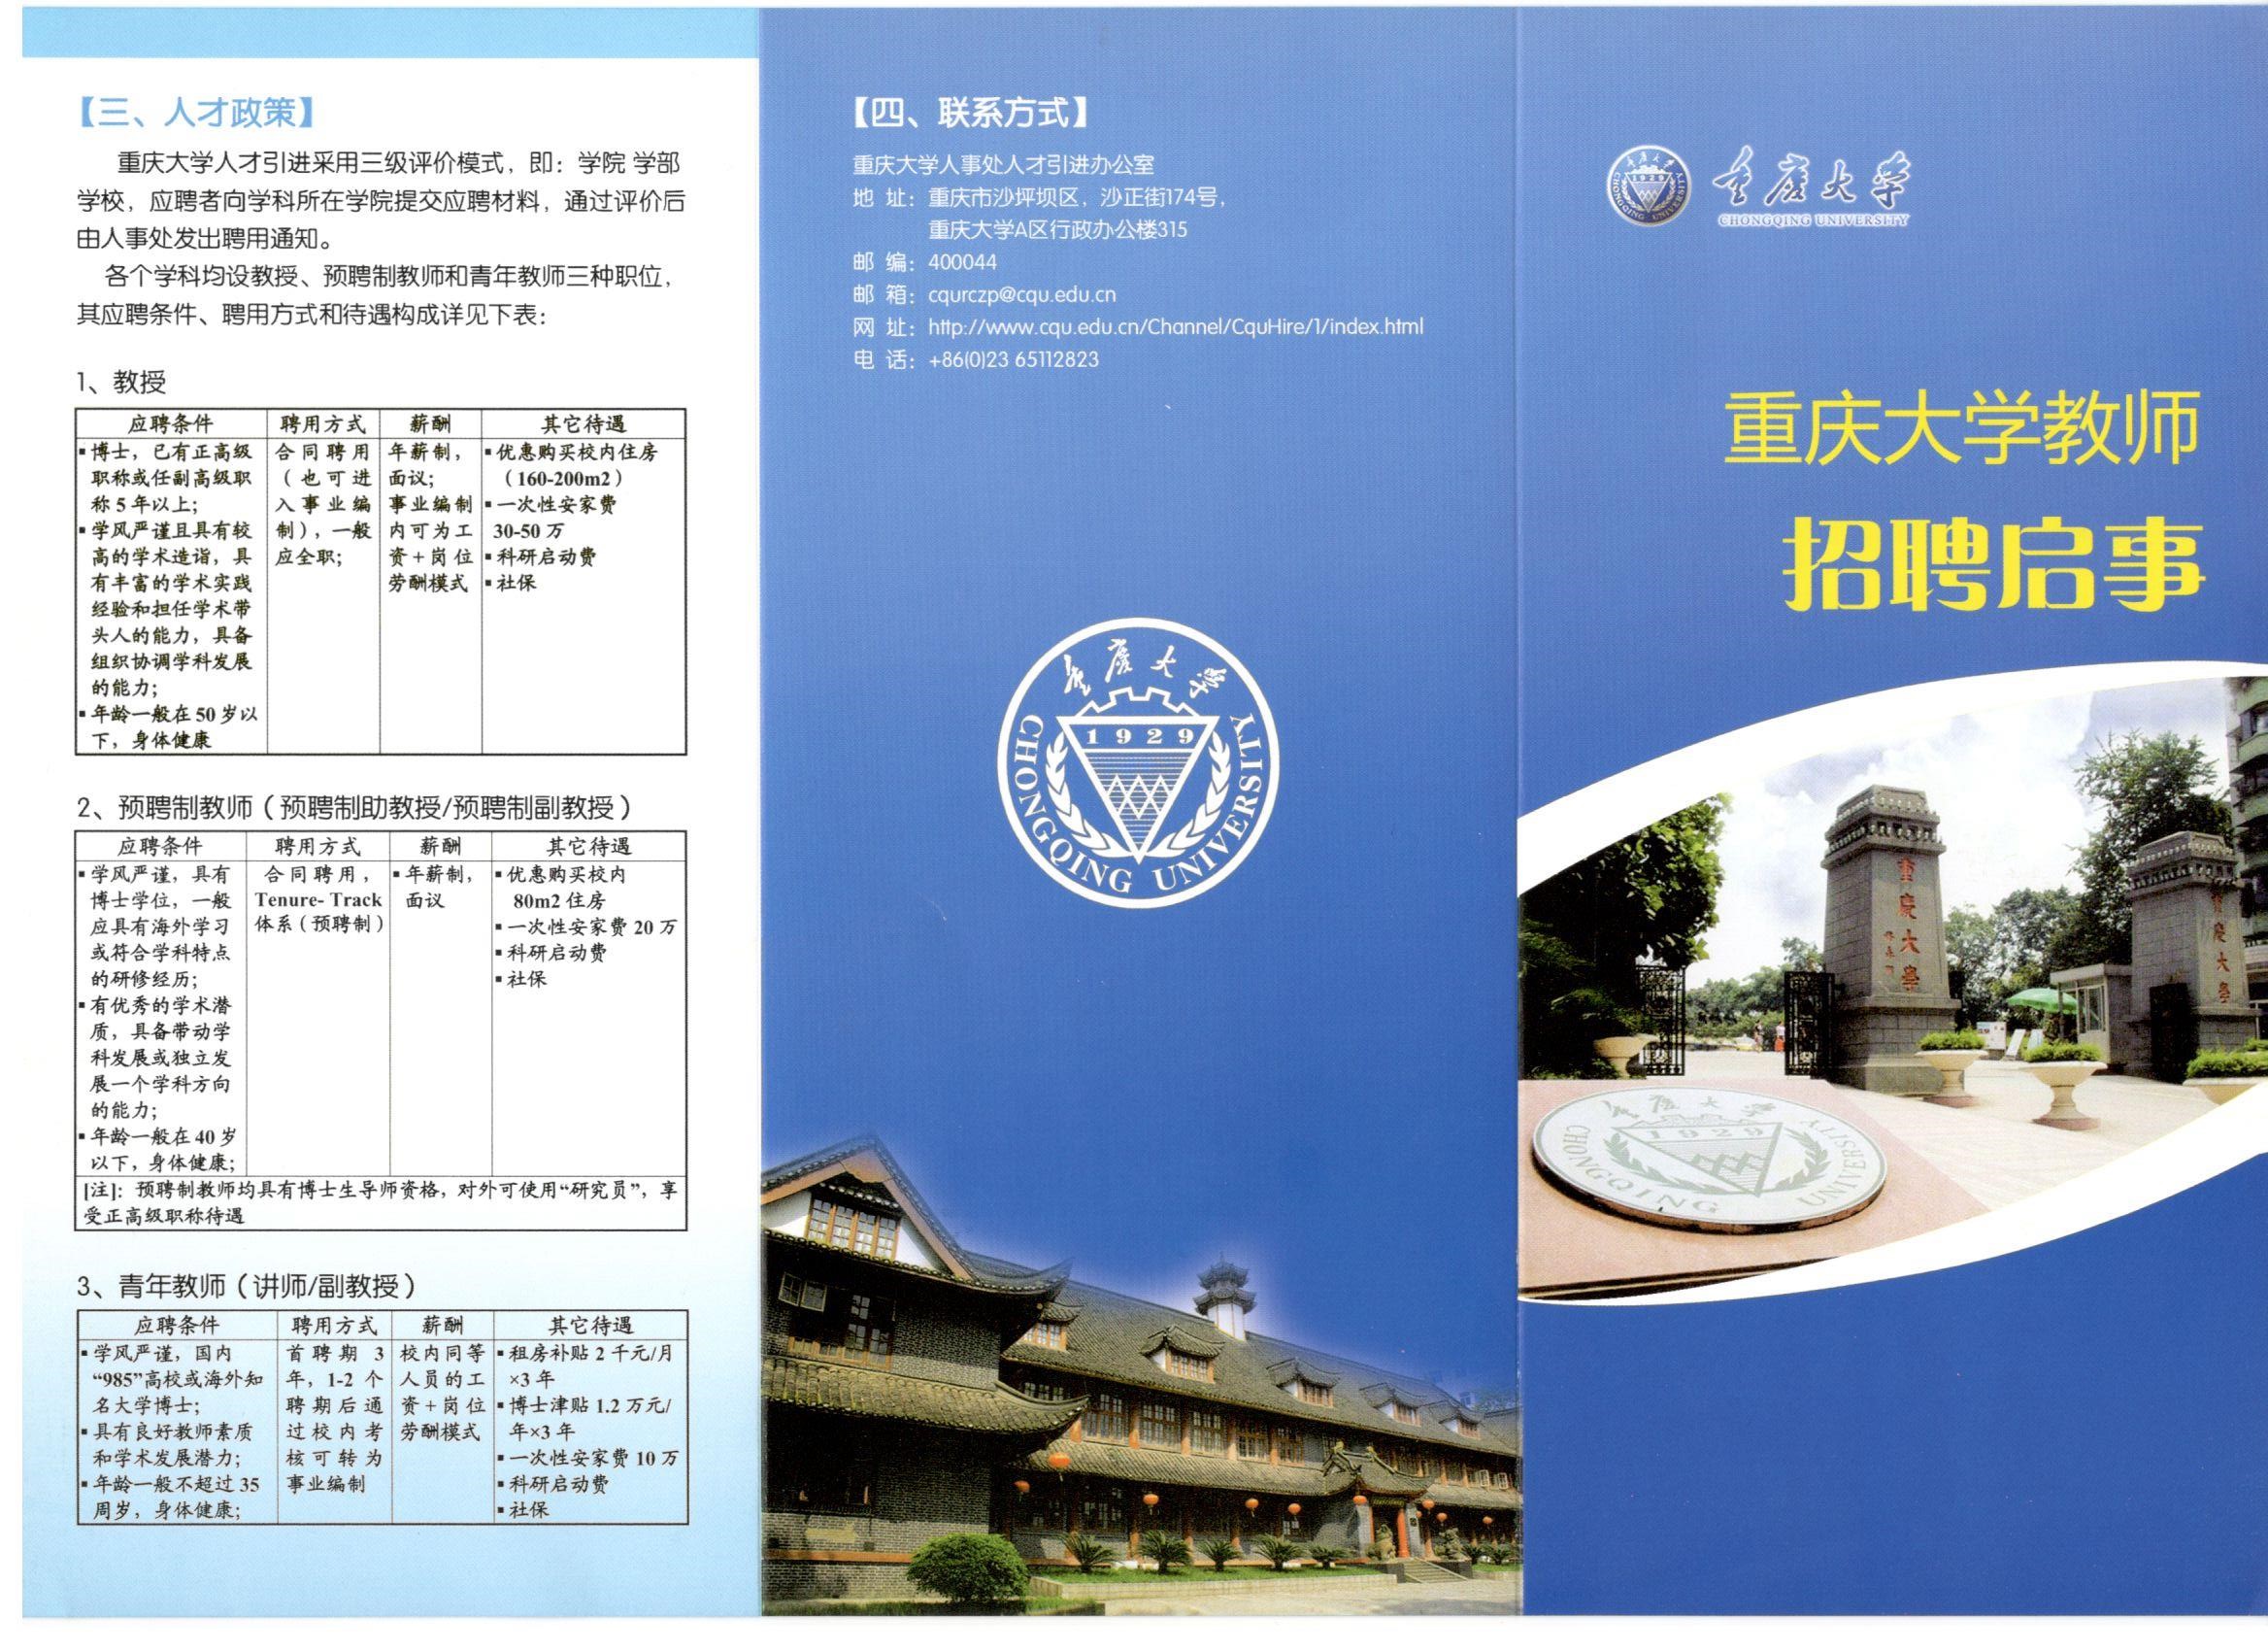 【三、人才政策】
重庆大学人才引进采用三级评价模式，即：学院 学部
学校，应聘者向学科所在学院提交应聘材料，通过评价后
由人事处发出聘用通知。
各个学科均设教授、预聘制教师和青年教师三种职位，
其应聘条件、聘用方式和待遇构成详见下表：
1、教授
应聘条件 聘用方式 薪酬 其它待遇
▪博士，已有正高级
职称或任副高级职
称 5 年以上；
▪学风严谨且具有较
高的学术造诣，具
有丰富的学术实践
经验和担任学术带
头人的能力，具备
组织协调学科发展
的能力；
▪年龄一般在 50 岁以
下，身体健康
合同聘用
（也可进
入事业编
制），一般
应全职；
年薪制，
面议；
事业编制
内可为工
资+岗位
劳酬模式
▪优惠购买校内住房
（160-200m2）
▪一次性安家费
30-50 万
▪科研启动费
▪社保
2、预聘制教师（预聘制助教授/预聘制副教授）
应聘条件 聘用方式 薪酬 其它待遇
▪学风严谨，具有
博士学位，一般
应具有海外学习
或符合学科特点
的研修经历；
▪有优秀的学术潜
质，具备带动学
科发展或独立发
展一个学科方向
的能力；
▪年龄一般在 40 岁
以下，身体健康；
合同聘用，
Tenure- Track
体系（预聘制）
▪年薪制，
面议
▪优惠购买校内
80m2 住房
▪一次性安家费 20 万
▪科研启动费
▪社保
[注]：预聘制教师均具有博士生导师资格，对外可使用“研究员”，享
受正高级职称待遇
3、青年教师（讲师/副教授）
应聘条件 聘用方式 薪酬 其它待遇
▪学风严谨，国内
“985”高校或海外知
名大学博士；
▪具有良好教师素质
和学术发展潜力；
▪年龄一般不超过 35
周岁，身体健康；
首聘期 3
年，1-2 个
聘期后通
过校内考
核可转为
事业编制
校内同等
人员的工
资+岗位
劳酬模式
▪租房补贴 2 千元/月
×3 年
▪博士津贴 1.2 万元/
年×3 年
▪一次性安家费 10 万
▪科研启动费
▪社保
【四、联系方式】
重庆大学人事处人才引进办公室
地 址：重庆市沙坪坝区，沙正街174号，
重庆大学A区行政办公楼315
邮 编：400044
邮 箱：cqurczp@cqu.edu.cn
网 址：http://www.cqu.edu.cn/Channel/CquHire/1/index.html
电 话：+86(0)23 65112823
重庆大学
1929
CHONGQING UNIVERSITY
重庆大学
1929
CHONGQING UNIVERSITY
重庆大学
CHONGQING UNIVERSITY
重庆大学教师
招聘启事
重慶大學
重慶大學
重庆大学
1929
CHONGQING UNIVERSITY